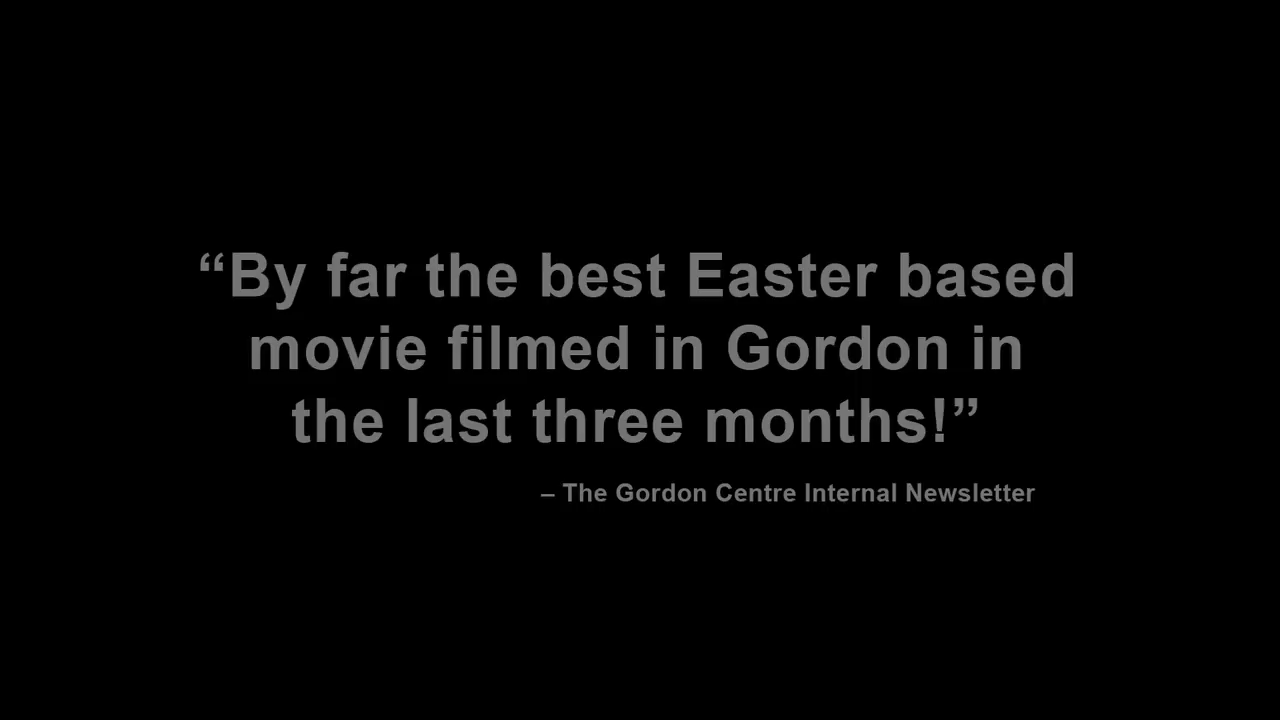 “By far the best Easter based
movie filmed in Gordon in
the last three months!”
– The Gordon Centre Internal Newsletter